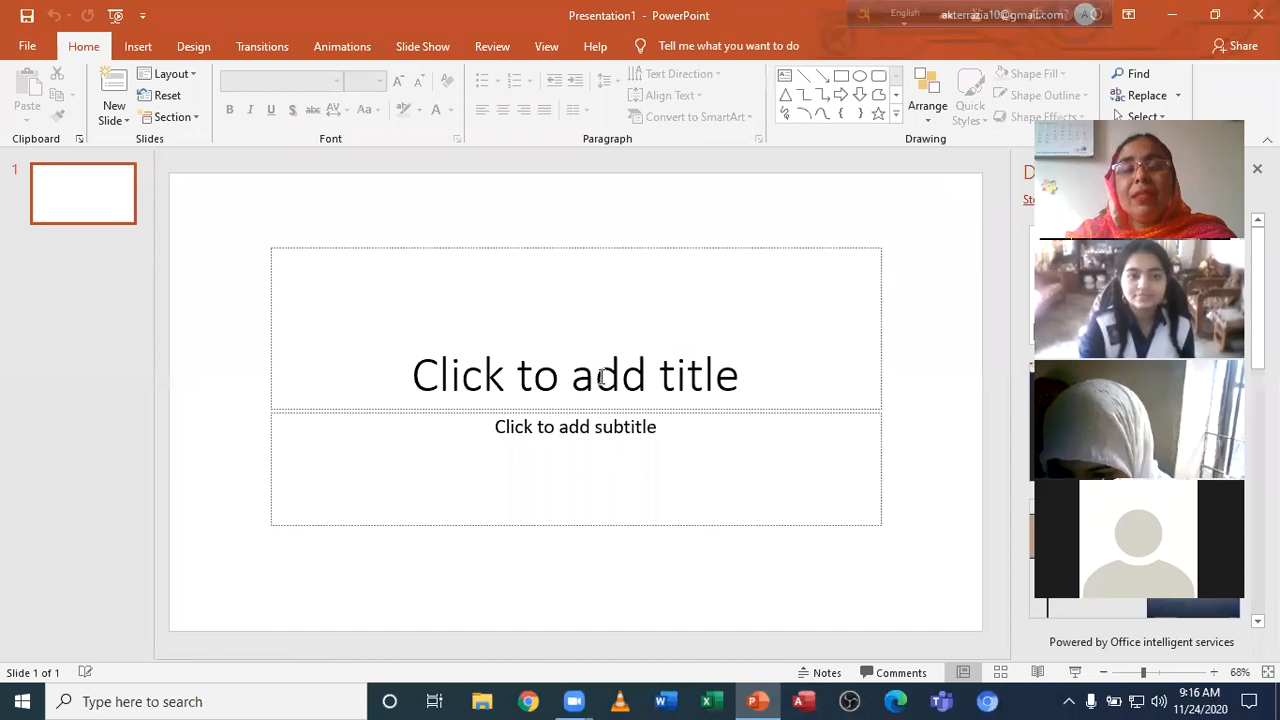 Presentation1 - PowerPoint
English
akterrazia10@gmail.com
A
File Home Insert Design Transitions Animations Slide Show Review View Help Tell me what you want to do Share
Paste
New Slide
Layout
Reset
Section
B I U S abc AV Aa
A A
A
Text Direction
Align Text
Convert to SmartArt
Arrange
Quick Styles
Shape Fill
Shape Outline
Shape Effects
Find
Replace
Select
Clipboard Slides Font Paragraph Drawing
1
Click to add title
Click to add subtitle
D
Powered by Office intelligent services
Slide 1 of 1
Notes Comments 68%
Type here to search
9:16 AM
11/24/2020